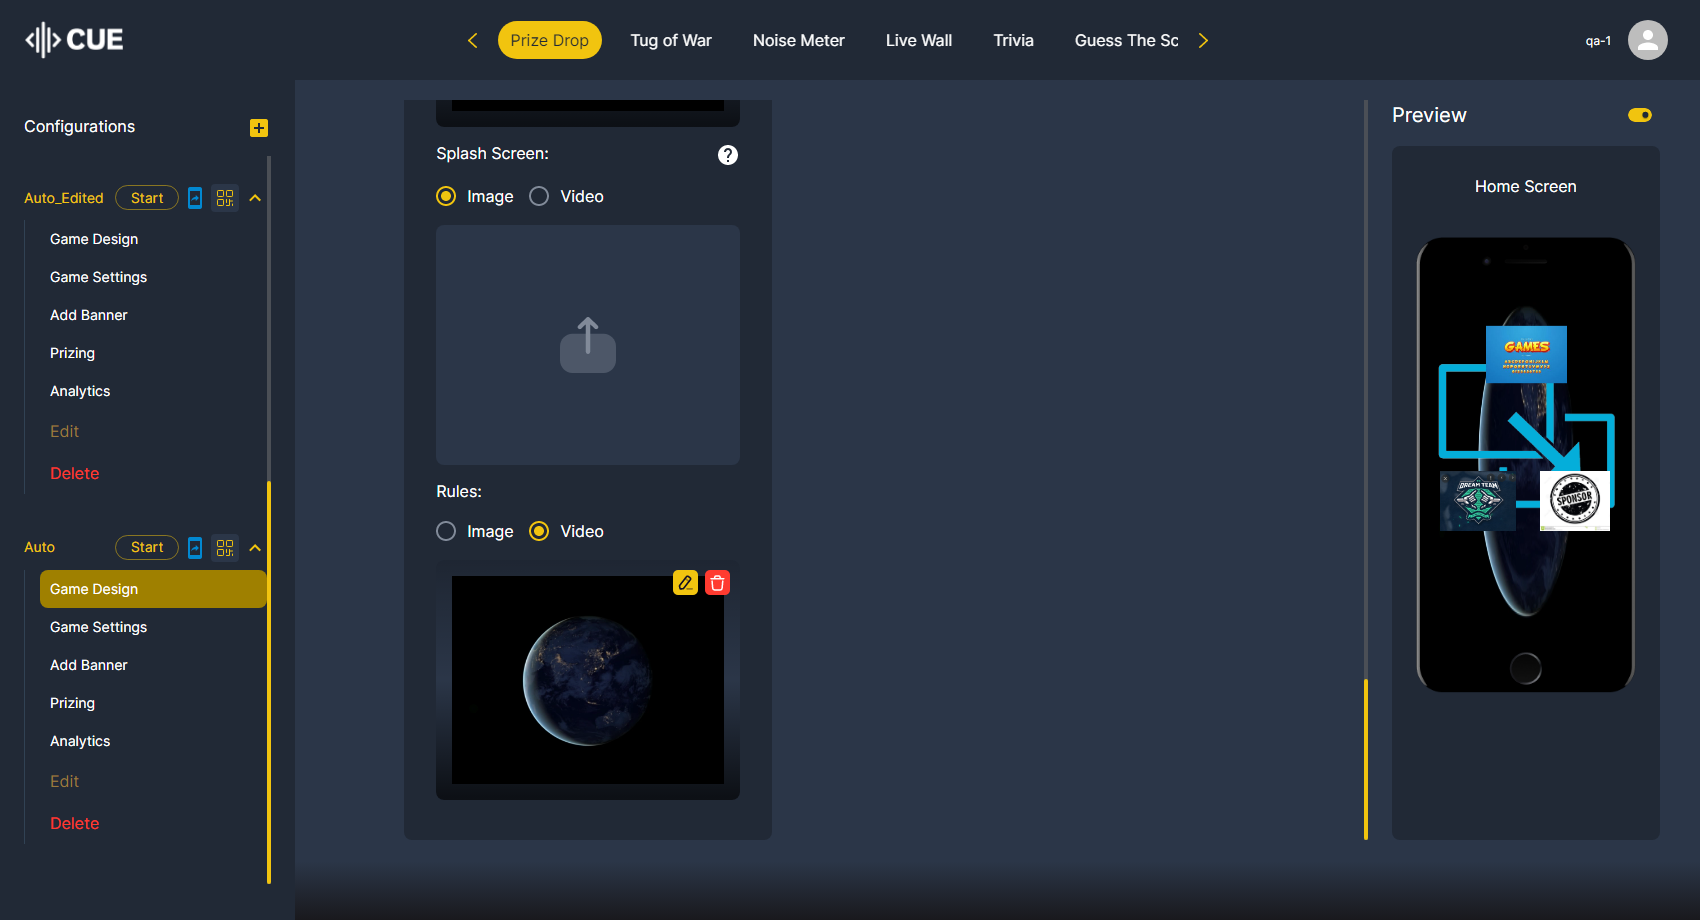 CUE
Prize Drop
Tug of War
Noise Meter
Live Wall
Trivia
Guess The Sc
qa-1
Configurations
Auto_Edited
Start
Game Design
Game Settings
Add Banner
Prizing
Analytics
Edit
Delete
Auto
Start
Game Design
Game Settings
Add Banner
Prizing
Analytics
Edit
Delete
Splash Screen:
?
Image
Video
Rules:
Image
Video
Preview
Home Screen
GAMES
DREAM TEAM
SPONSOR